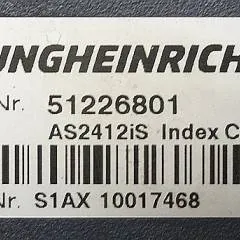 UNGHEINRICH
Nr. 51226801
AS2412iS Index C
Nr. S1AX 10017468